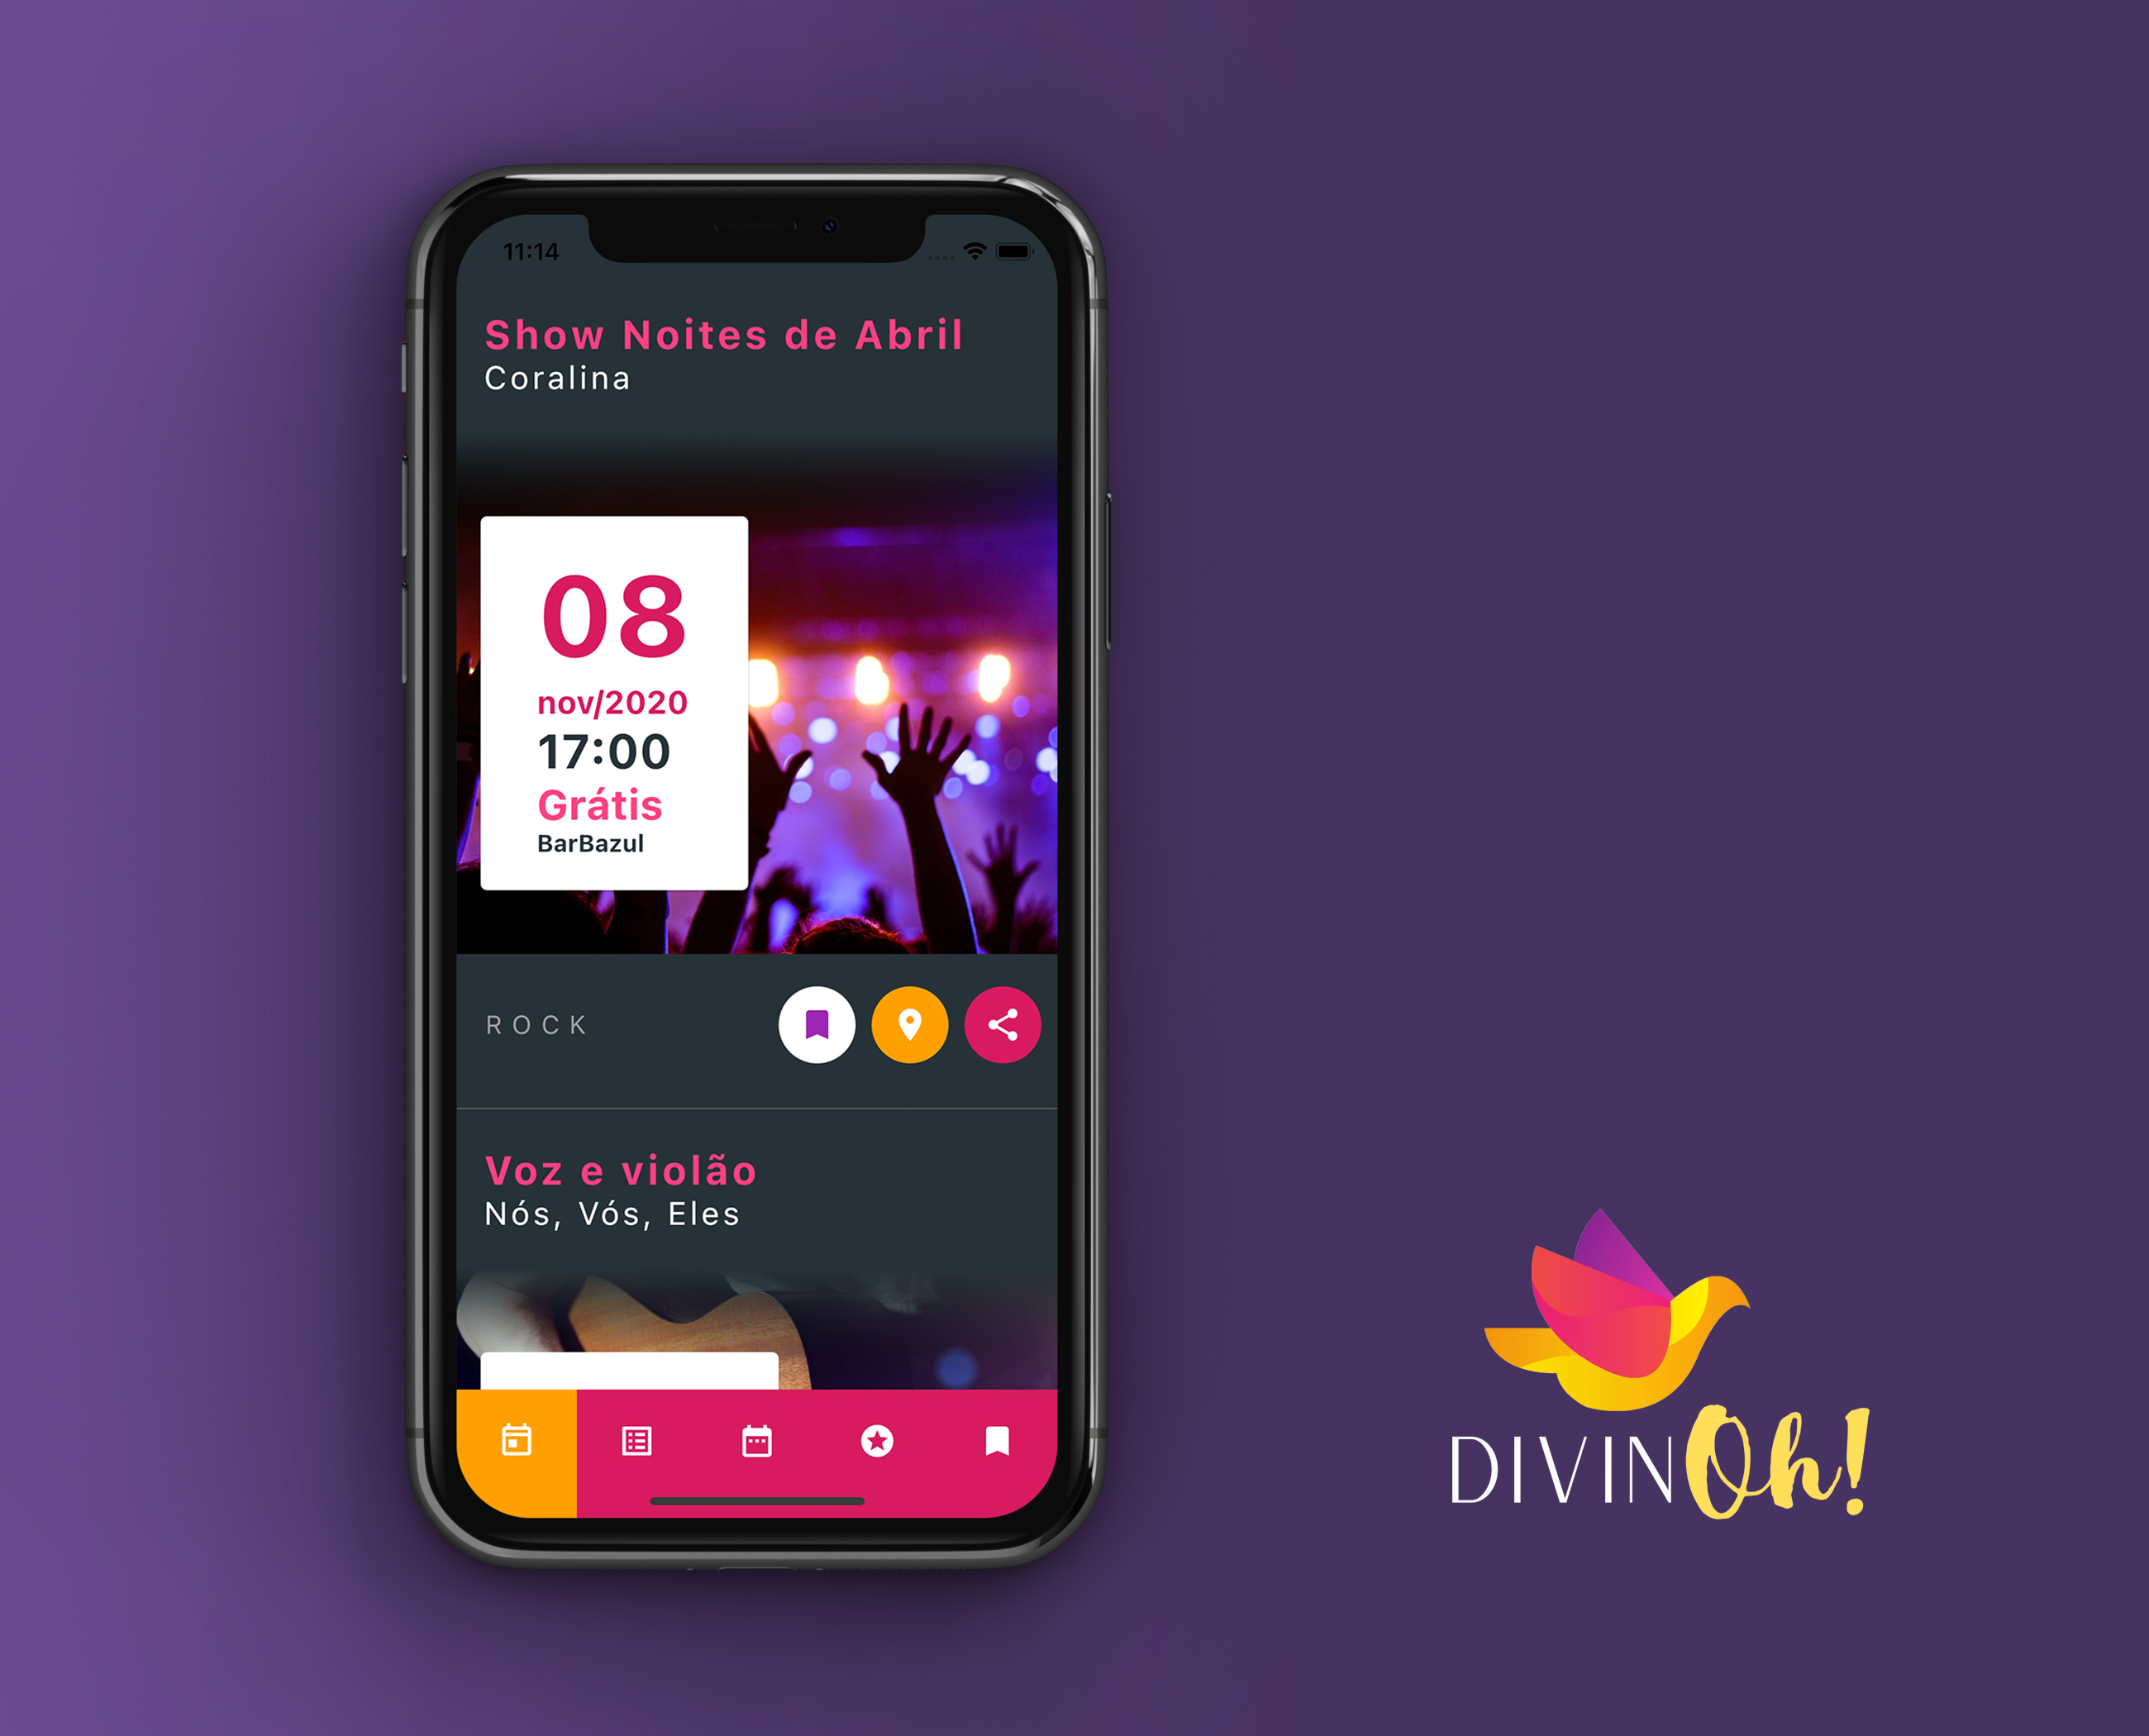 11:14
Show Noites de Abril
Coralina
08
nov/2020
17:00
Grátis
BarBazul
ROCK
Voz e violão
Nós, Vós, Eles
DIVINOh!